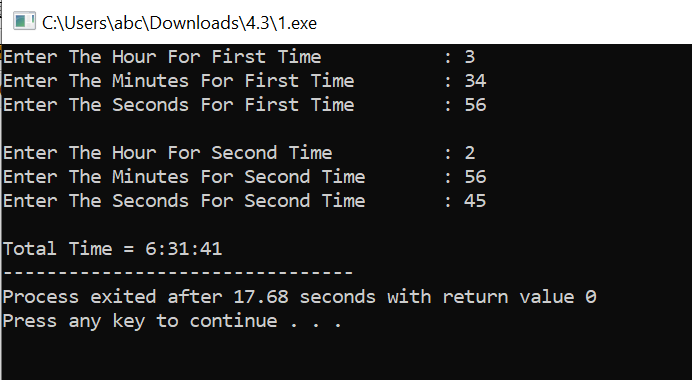 C:\Users\abc\Downloads\4.3\1.exe
Enter The Hour For First Time           : 3
Enter The Minutes For First Time        : 34
Enter The Seconds For First Time        : 56
Enter The Hour For Second Time          : 2
Enter The Minutes For Second Time       : 56
Enter The Seconds For Second Time       : 45
Total Time = 6:31:41
--------------------------------
Process exited after 17.68 seconds with return value 0
Press any key to continue . . .